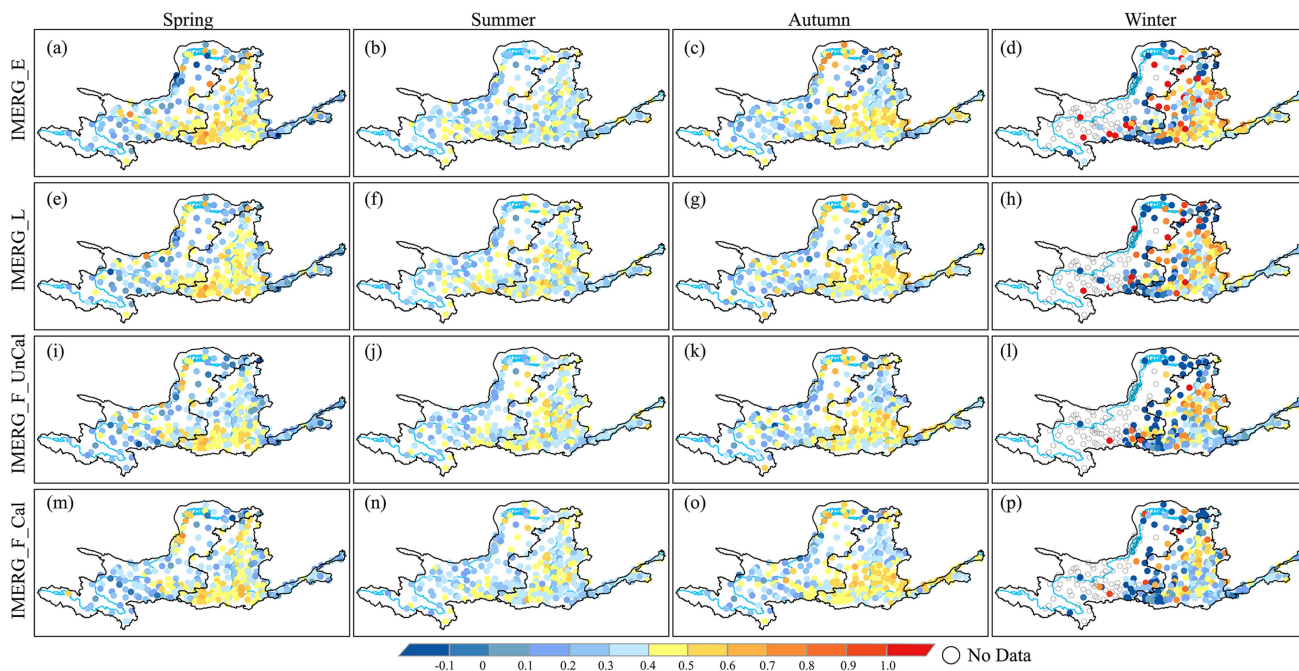 Spring Summer Autumn Winter
IMERG_E
(a) (b) (c) (d)
IMERG_L
(e) (f) (g) (h)
IMERG_F_UnCal
(i) (j) (k) (l)
IMERG_F_Cal
(m) (n) (o) (p)
-0.1 0 0.1 0.2 0.3 0.4 0.5 0.6 0.7 0.8 0.9 1.0 No Data